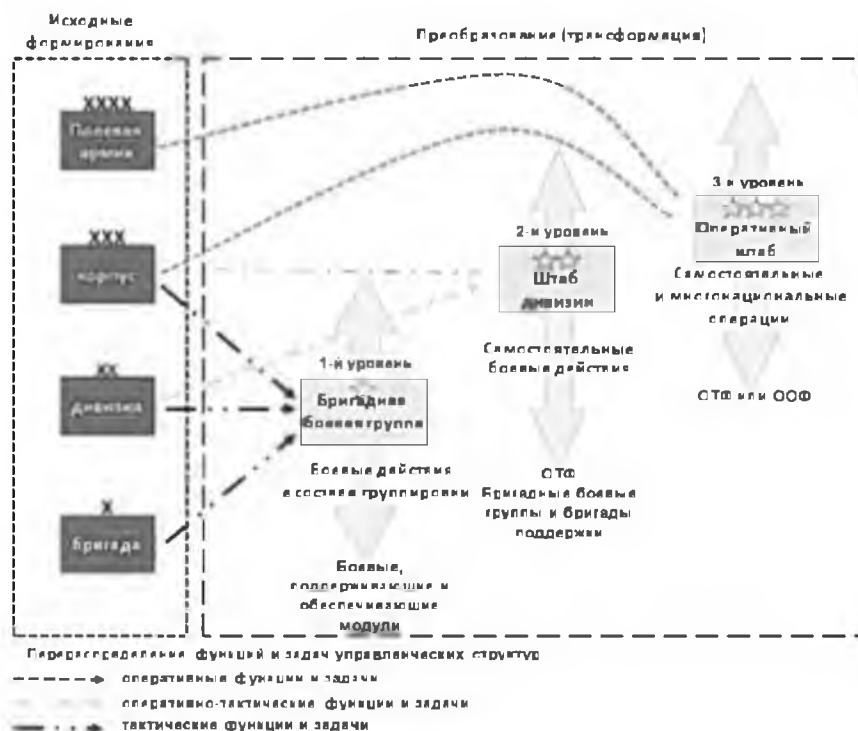 Исходные
формирования
Преобразование (трансформация)
XXXX
Полевая
армия
XXX
корпус
XX
дивизия
X
бригада
1-й уровень
Бригадная
боевая группа
Боевые действия
в составе группировки
Боевые,
поддерживающие и
обеспечивающие
модули
2-й уровень
Штаб
дивизии
Самостоятельные
боевые действия
ОТФ
Бригадные боевые
группы и бригады
поддержки
3-й уровень
Оперативный
штаб
Самостоятельные
и многонациональные
операции
ОТФ или ООФ
Перераспределение функций и задач управленческих структур
оперативные функции и задачи
оперативно-тактические функции и задачи
тактические функции и задачи